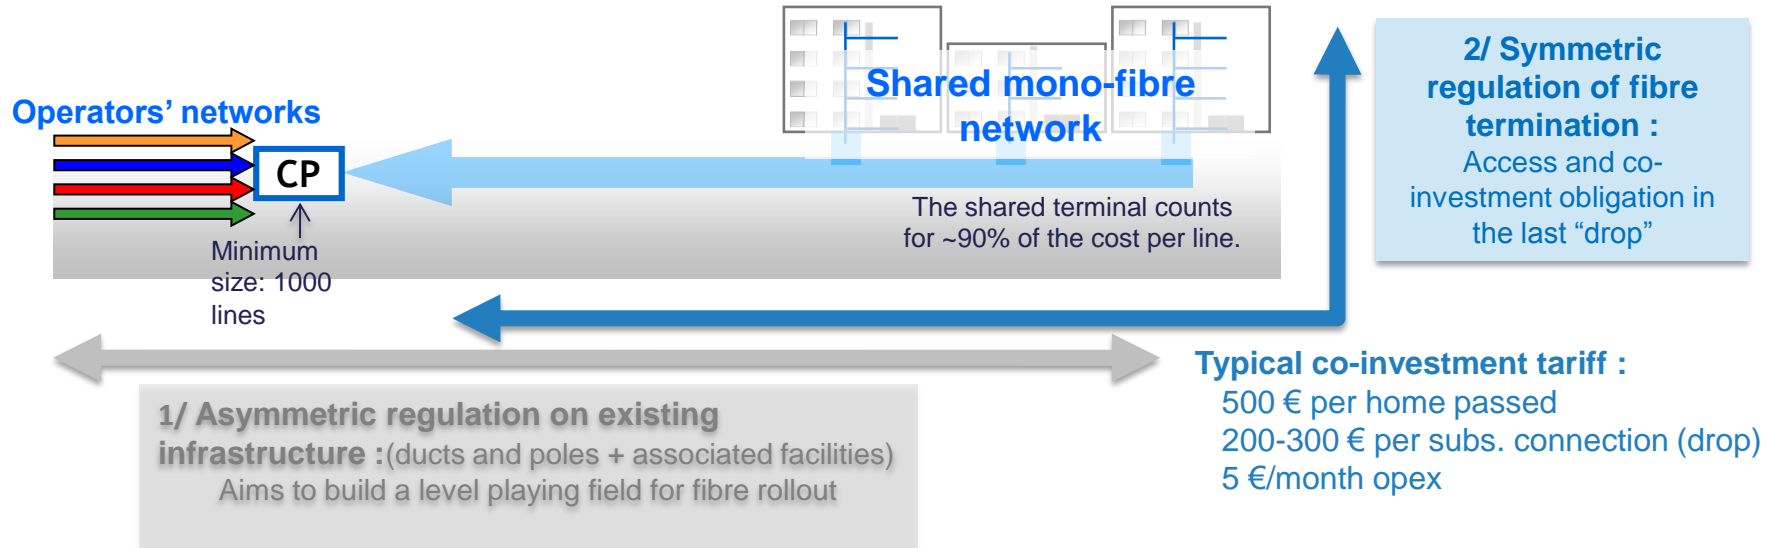 Operators’ networks
CP
Minimum
size: 1000
lines
Shared mono-fibre
network
The shared terminal counts
for ~90% of the cost per line.
2/ Symmetric
regulation of fibre
termination :
Access and co-
investment obligation in
the last “drop”
1/ Asymmetric regulation on existing
infrastructure :(ducts and poles + associated facilities)
Aims to build a level playing field for fibre rollout
Typical co-investment tariff :
500 € per home passed
200-300 € per subs. connection (drop)
5 €/month opex